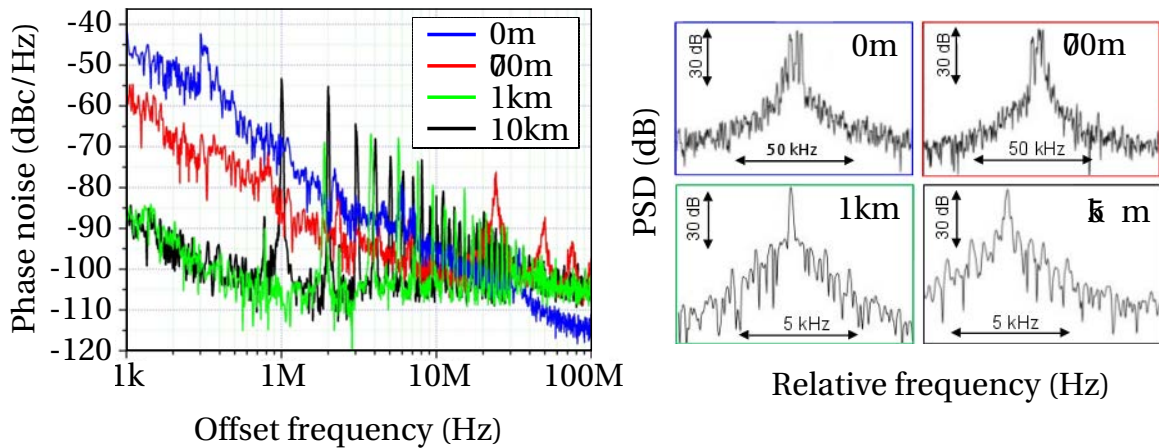 Phase noise (dBc/Hz)
-40
-50
-60
-70
-80
-90
-100
-110
-120
1k
1M
10M
100M
Offset frequency (Hz)
0m
00m
1km
10km
PSD (dB)
30 dB
0m
50 kHz
30 dB
00m
50 kHz
30 dB
1km
5 kHz
30 dB
m
5 kHz
Relative frequency (Hz)